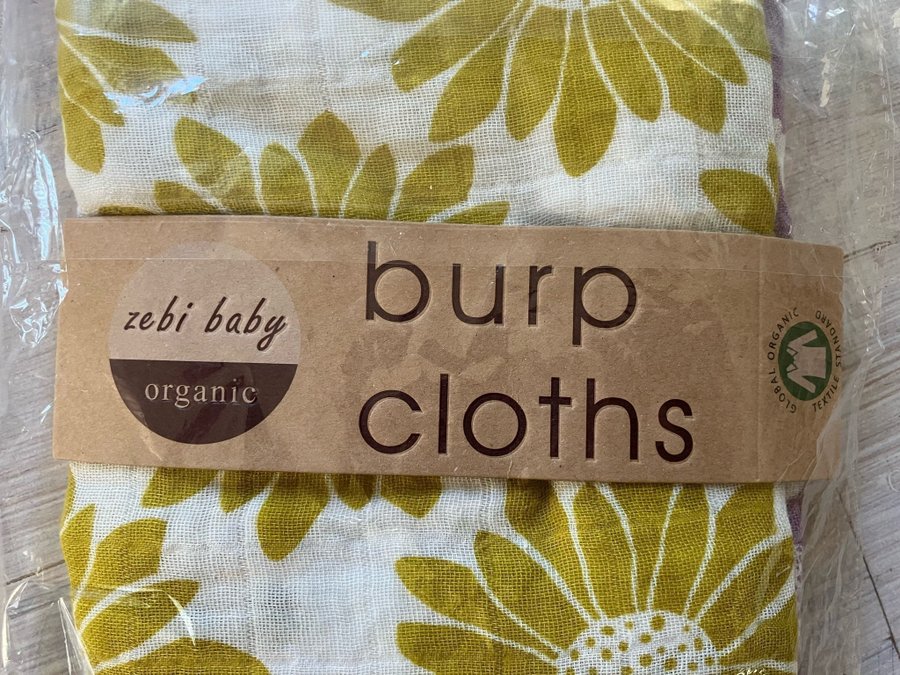 zebi baby
organic
burp
cloths
GLOBAL ORGANIC
TEXTILE STANDARD